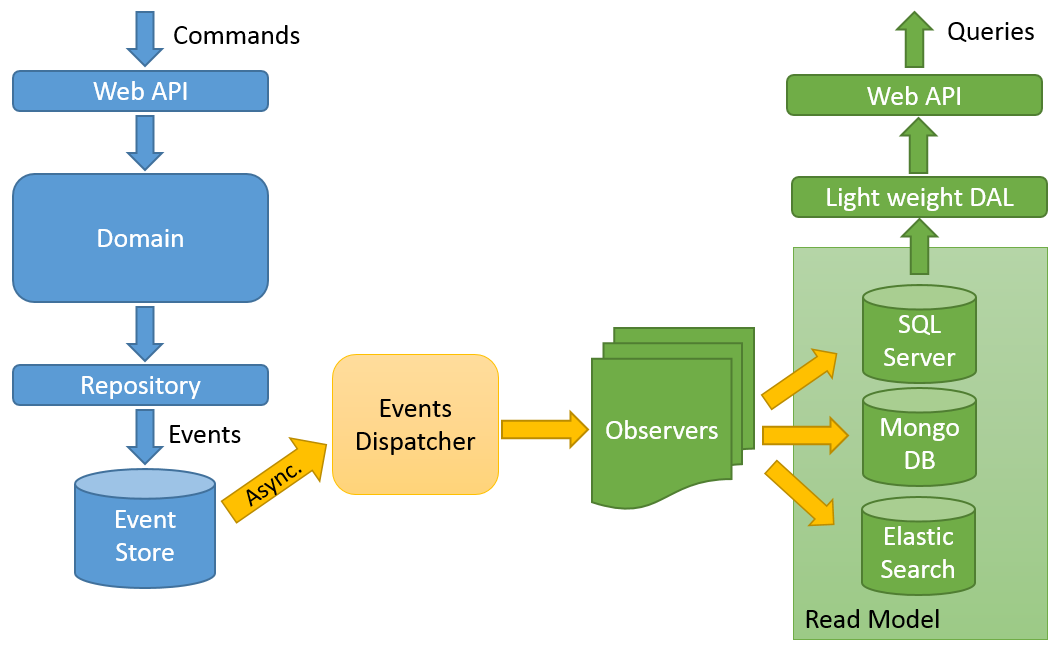 Commands
Web API
Domain
Repository
Events
Event
Store
Async.
Events
Dispatcher
Observers
Queries
Web API
Light weight DAL
SQL
Server
Mongo
DB
Elastic
Search
Read Model